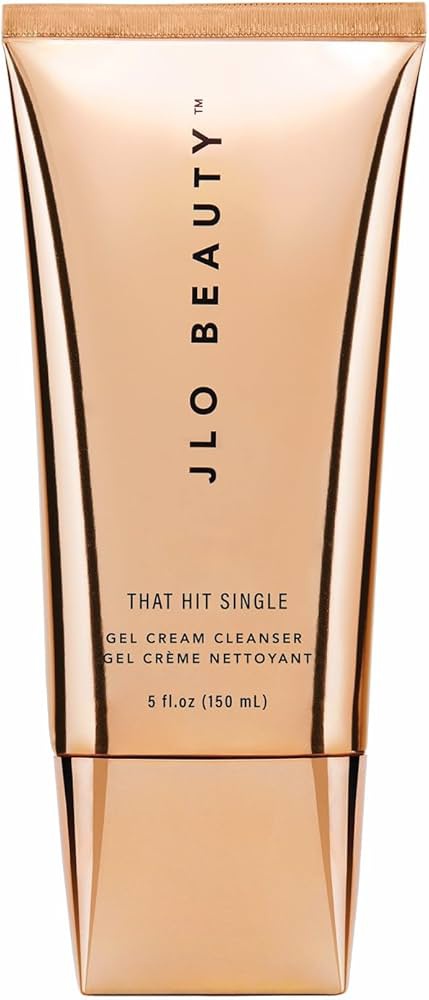 JLO BEAUTY™
THAT HIT SINGLE
GEL CREAM CLEANSER
GEL CRÈME NETTOYANT
5 fl.oz (150 mL)